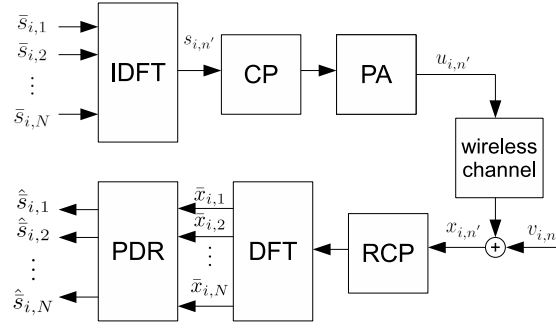 s̄_{i,1}
s̄_{i,2}
⋮
s̄_{i,N}
IDFT
s_{i,n′}
CP
PA
u_{i,n′}
wireless
channel
v_{i,n}
+
x_{i,n′}
RCP
DFT
x̄_{i,1}
x̄_{i,2}
⋮
x̄_{i,N}
PDR
ŝ̄_{i,1}
ŝ̄_{i,2}
⋮
ŝ̄_{i,N}